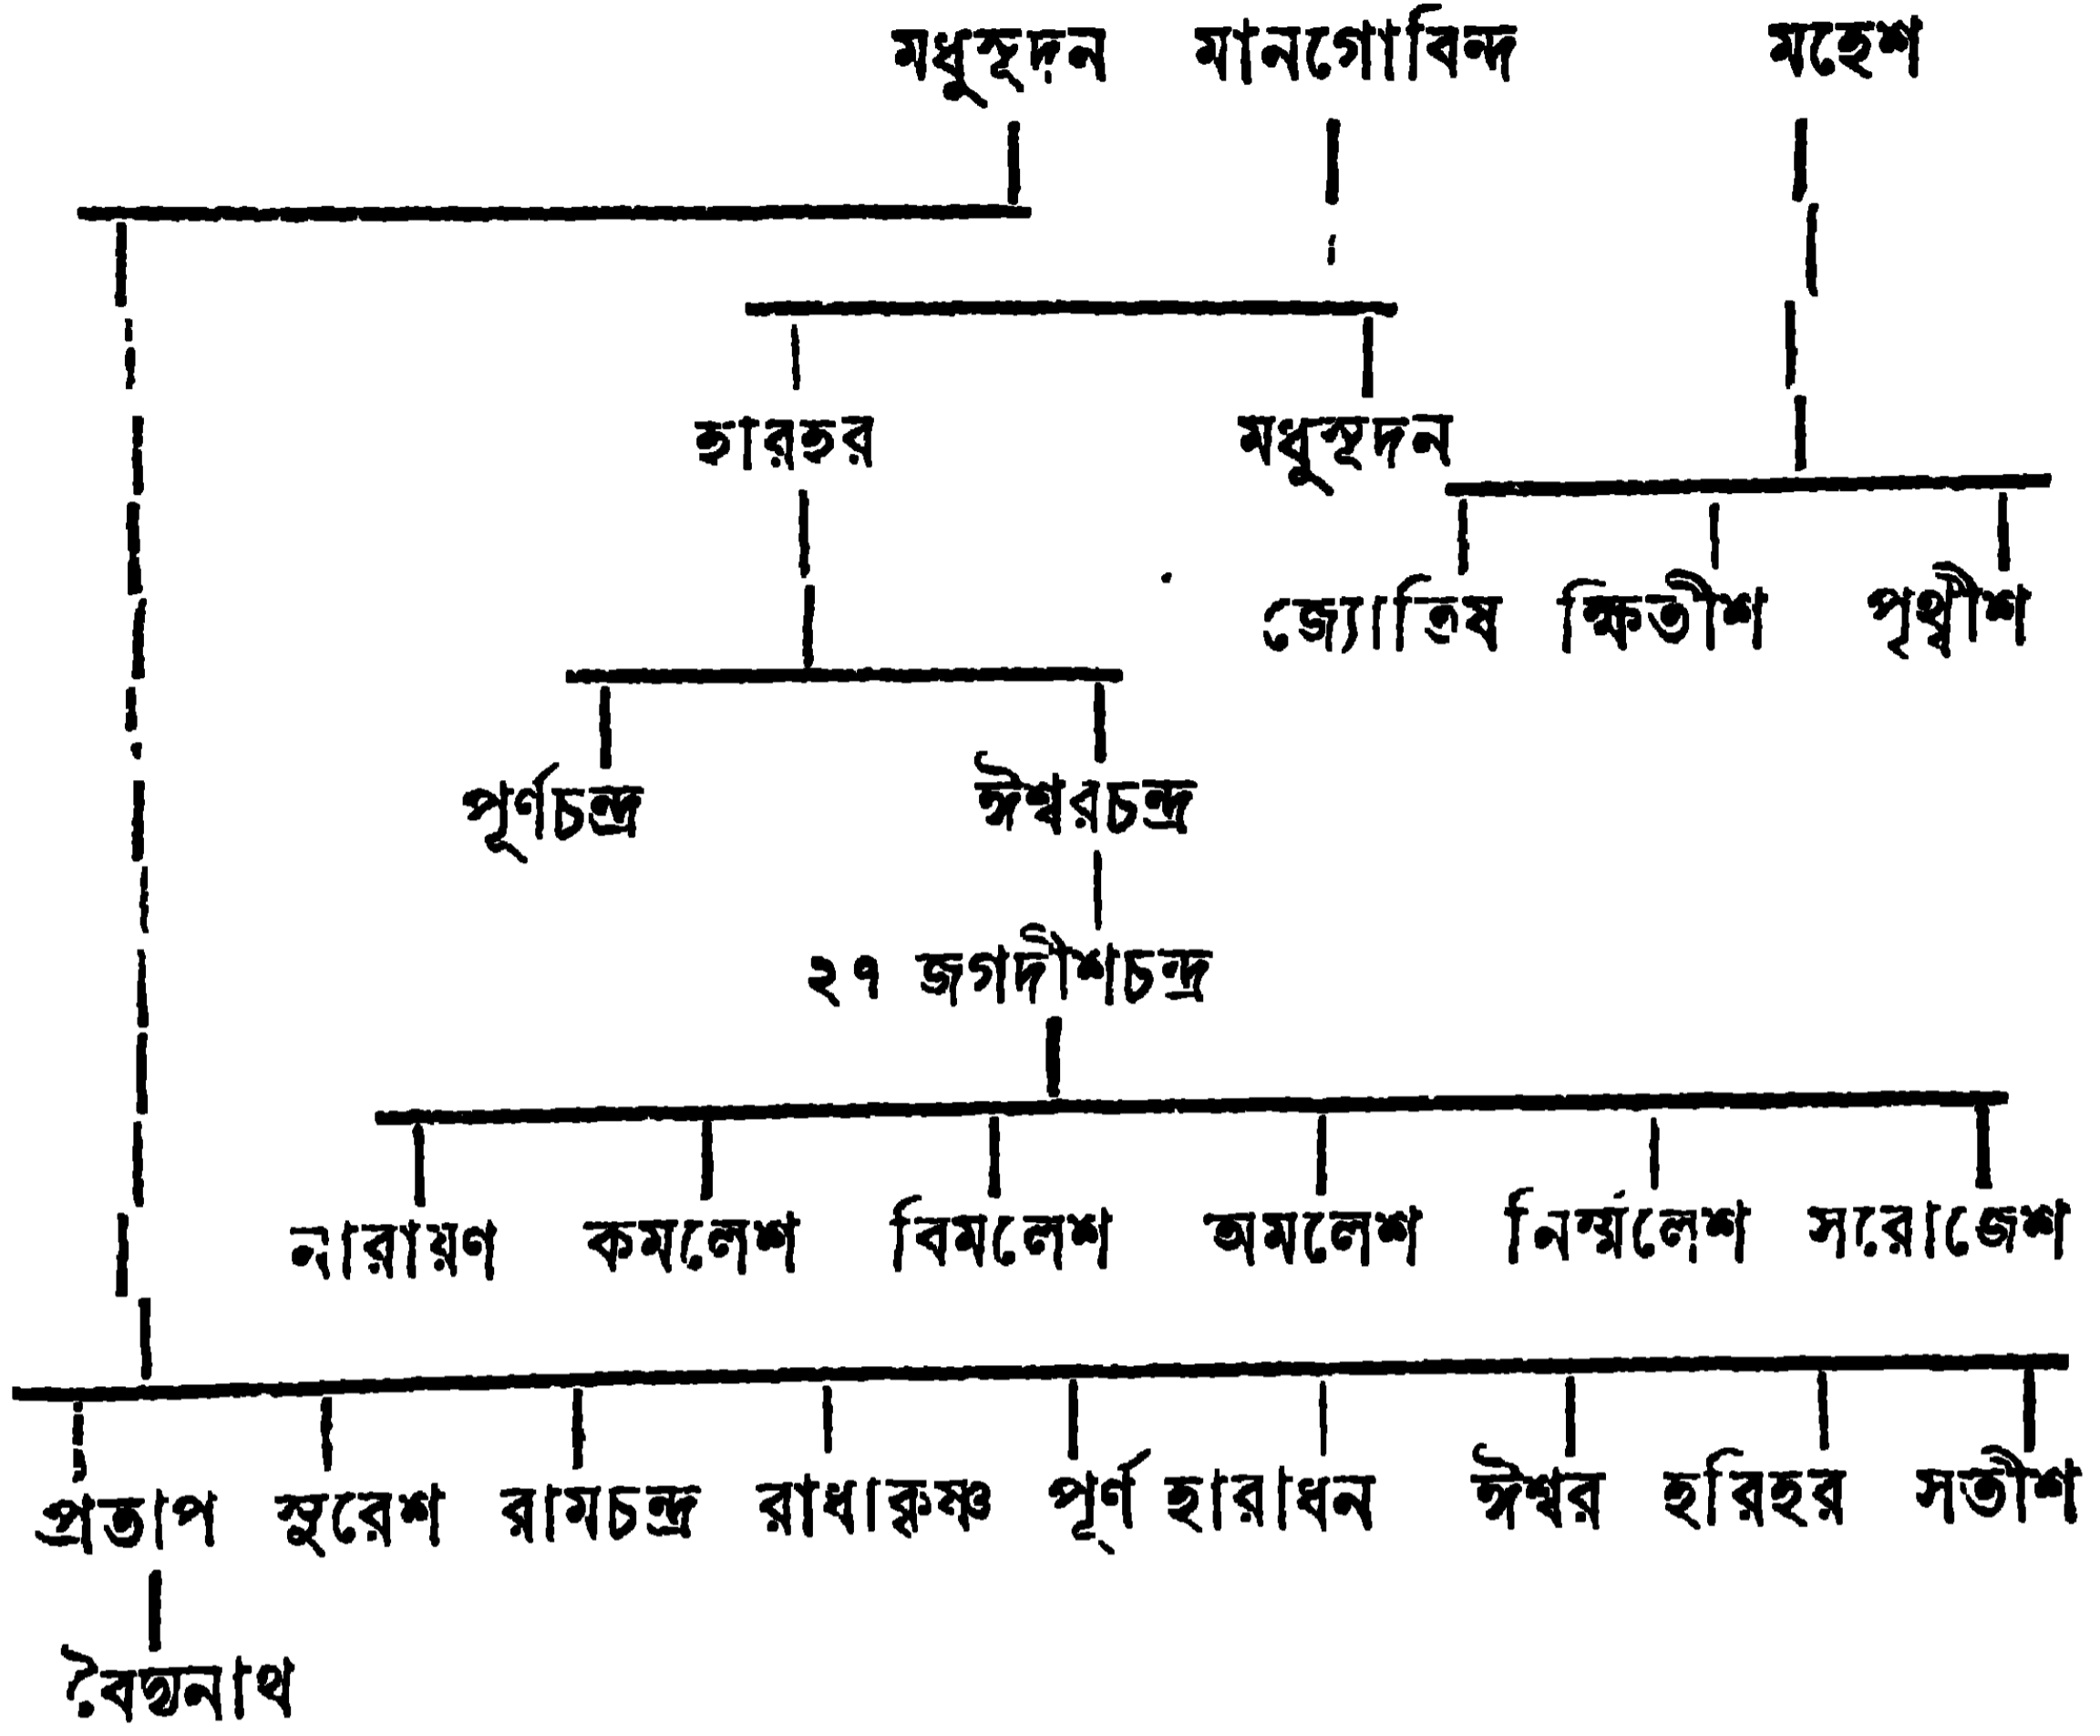 মধুসূদন মানগোবিন্দ মহেশ
মধুসূদন
জ্যোতিষ ক্ষিতীশ পৃথ্বীশ
পূর্ণচন্দ্র ঈশ্বরচন্দ্র
২৭ জগদীশচন্দ্র
নারায়ণ কমলেশ বিমলেশ অমলেশ নির্ম্মলেশ সরোজেশ
প্রতাপ সুরেশ রামচন্দ্র রাধাকৃষ্ণ পূর্ণ হারাধন ঈশ্বর হরিহর সতীশ
বৈদ্যনাথ